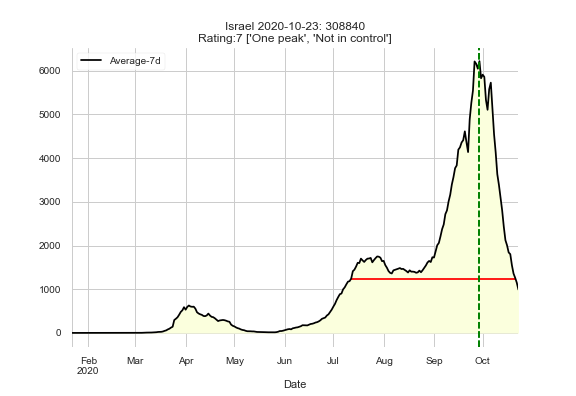 Israel 2020-10-23: 308840
Rating:7 ['One peak', 'Not in control']
Average-7d
6000
5000
4000
3000
2000
1000
0
Feb Mar Apr May Jun Jul Aug Sep Oct
2020
Date